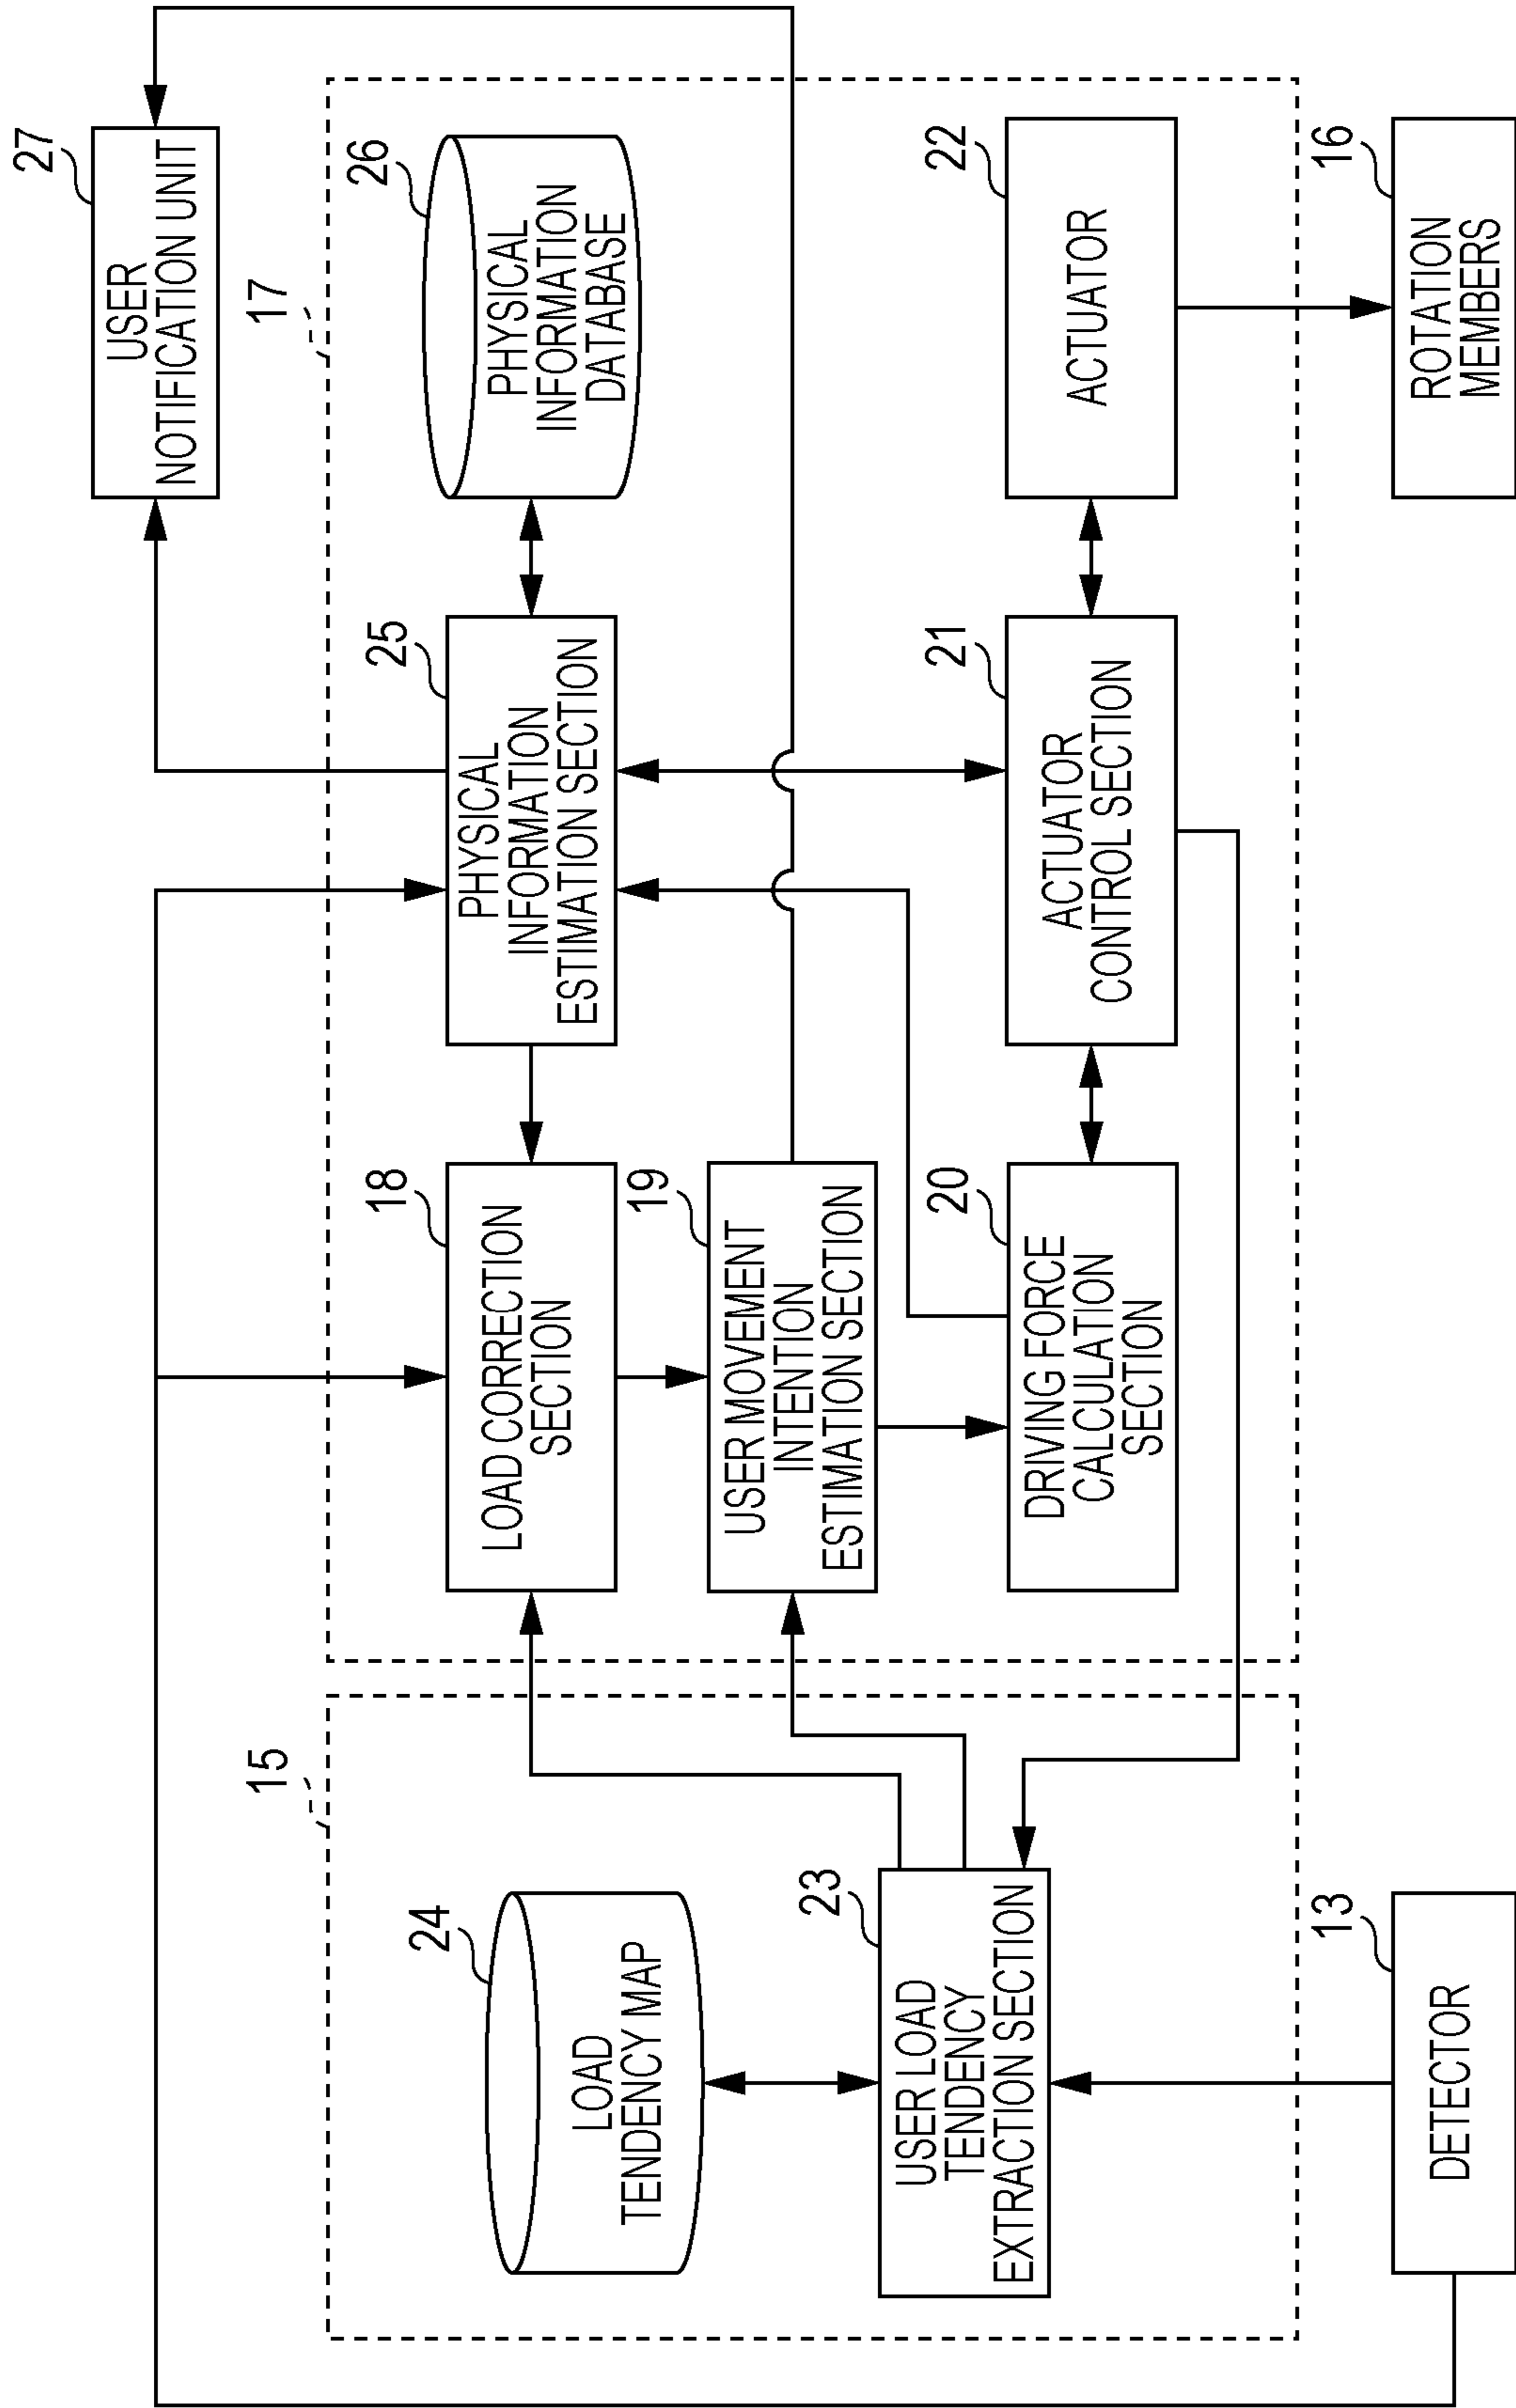 27
USER
NOTIFICATION UNIT
15
17
24
LOAD
TENDENCY MAP
18
LOAD CORRECTION
SECTION
25
PHYSICAL
INFORMATION
ESTIMATION SECTION
26
PHYSICAL
INFORMATION
DATABASE
19
USER MOVEMENT
INTENTION
ESTIMATION SECTION
23
USER LOAD
TENDENCY
EXTRACTION SECTION
20
DRIVING FORCE
CALCULATION
SECTION
21
ACTUATOR
CONTROL SECTION
22
ACTUATOR
13
DETECTOR
16
ROTATION
MEMBERS